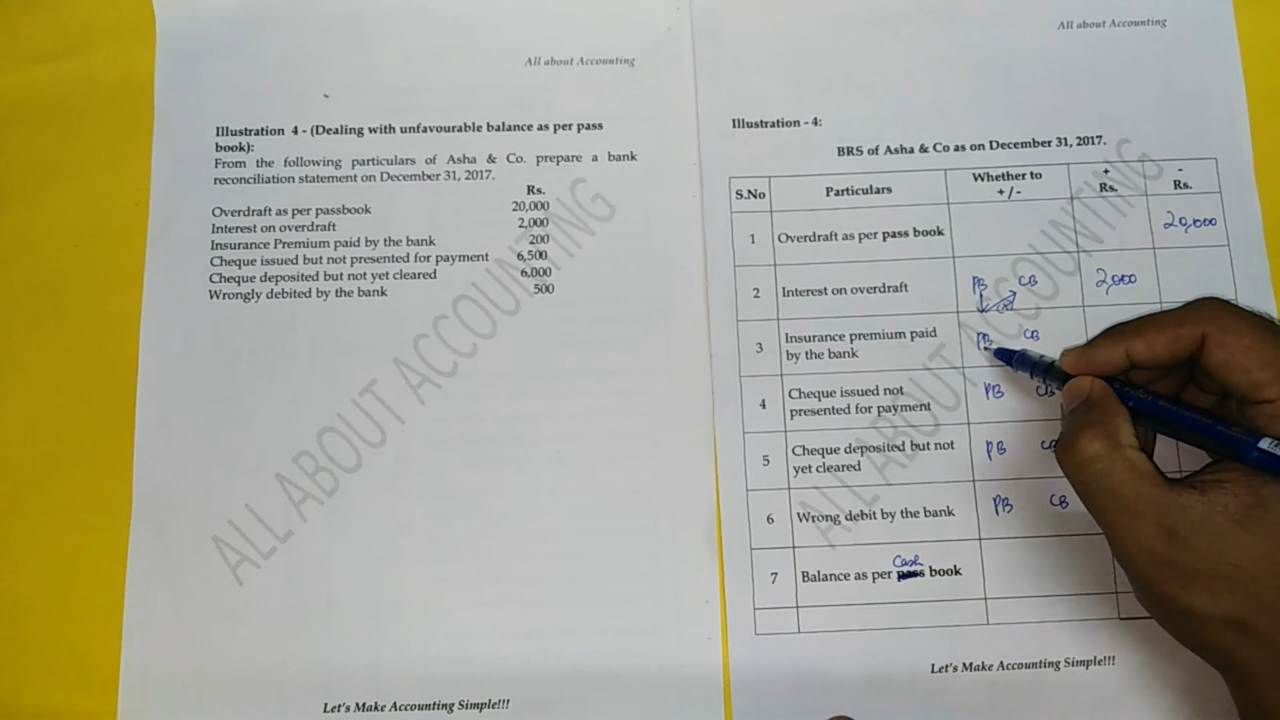 All about Accounting
Illustration 4 - (Dealing with unfavourable balance as per pass
book):
From the following particulars of Asha & Co. prepare a bank
reconciliation statement on December 31, 2017.
Rs.
Overdraft as per passbook 20,000
Interest on overdraft 2,000
Insurance Premium paid by the bank 200
Cheque issued but not presented for payment 6,500
Cheque deposited but not yet cleared 6,000
Wrongly debited by the bank 500
ALL ABOUT ACCOUNTING
Let's Make Accounting Simple!!!
All about Accounting
Illustration - 4:
BRS of Asha & Co as on December 31, 2017.
S.No Particulars Whether to + -
+/- Rs. Rs.
1 Overdraft as per pass book 20,000
2 Interest on overdraft PB CB 2,000
3 Insurance premium paid PB CB
by the bank
4 Cheque issued not PB CB
presented for payment
5 Cheque deposited but not PB CB
yet cleared
6 Wrong debit by the bank PB CB
Cash
7 Balance as per pass book
ALL ABOUT ACCOUNTING
Let's Make Accounting Simple!!!